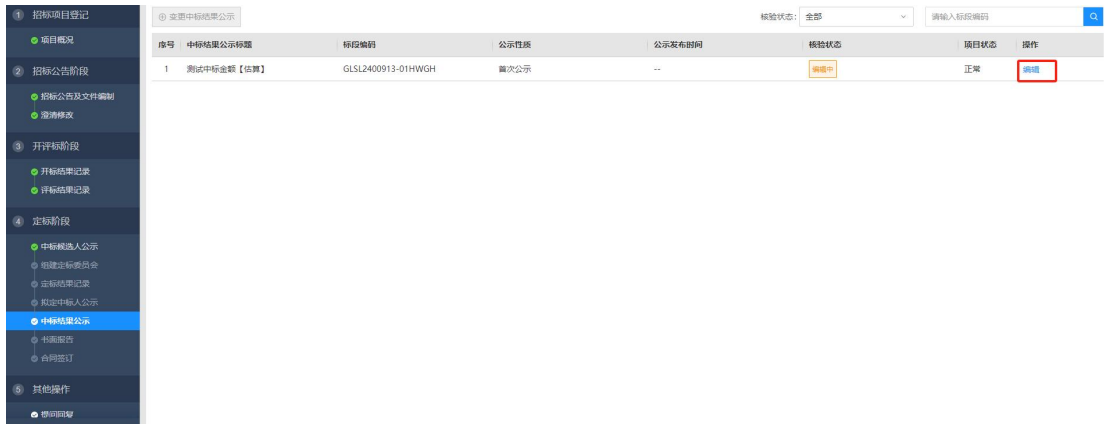 1 招标项目登记
项目概况
2 招标公告阶段
招标公告及文件编制
澄清修改
3 开评标阶段
开标结果记录
评标结果记录
4 定标阶段
中标候选人公示
组建定标委员会
定标结果记录
拟定中标人公示
中标结果公示
书面报告
合同签订
5 其他操作
提问回复
变更中标结果公示 核验状态: 全部 请输入标段编码
序号 中标结果公示标题 标段编码 公示性质 公示发布时间 核验状态 项目状态 操作
1 测试中标金额【估算】 GLSL2400913-01HWGH 首次公示 -- 编辑中 正常 编辑